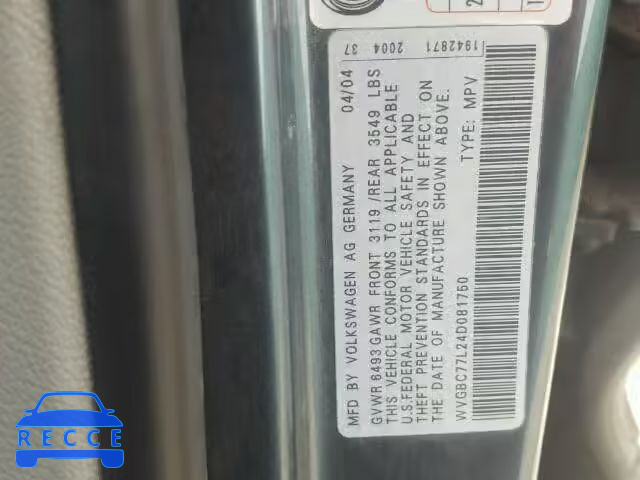 MFD BY VOLKSWAGEN AG GERMANY 04/04 2004 37 1942871
GVWR 6493 GAWR FRONT 3119 /REAR 3549 LBS
THIS VEHICLE CONFORMS TO ALL APPLICABLE
U.S.FEDERAL MOTOR VEHICLE SAFETY AND
THEFT PREVENTION STANDARDS IN EFFECT ON
THE DATE OF MANUFACTURE SHOWN ABOVE.
WVGBC77L24D081750 TYPE: MPV
RECCE